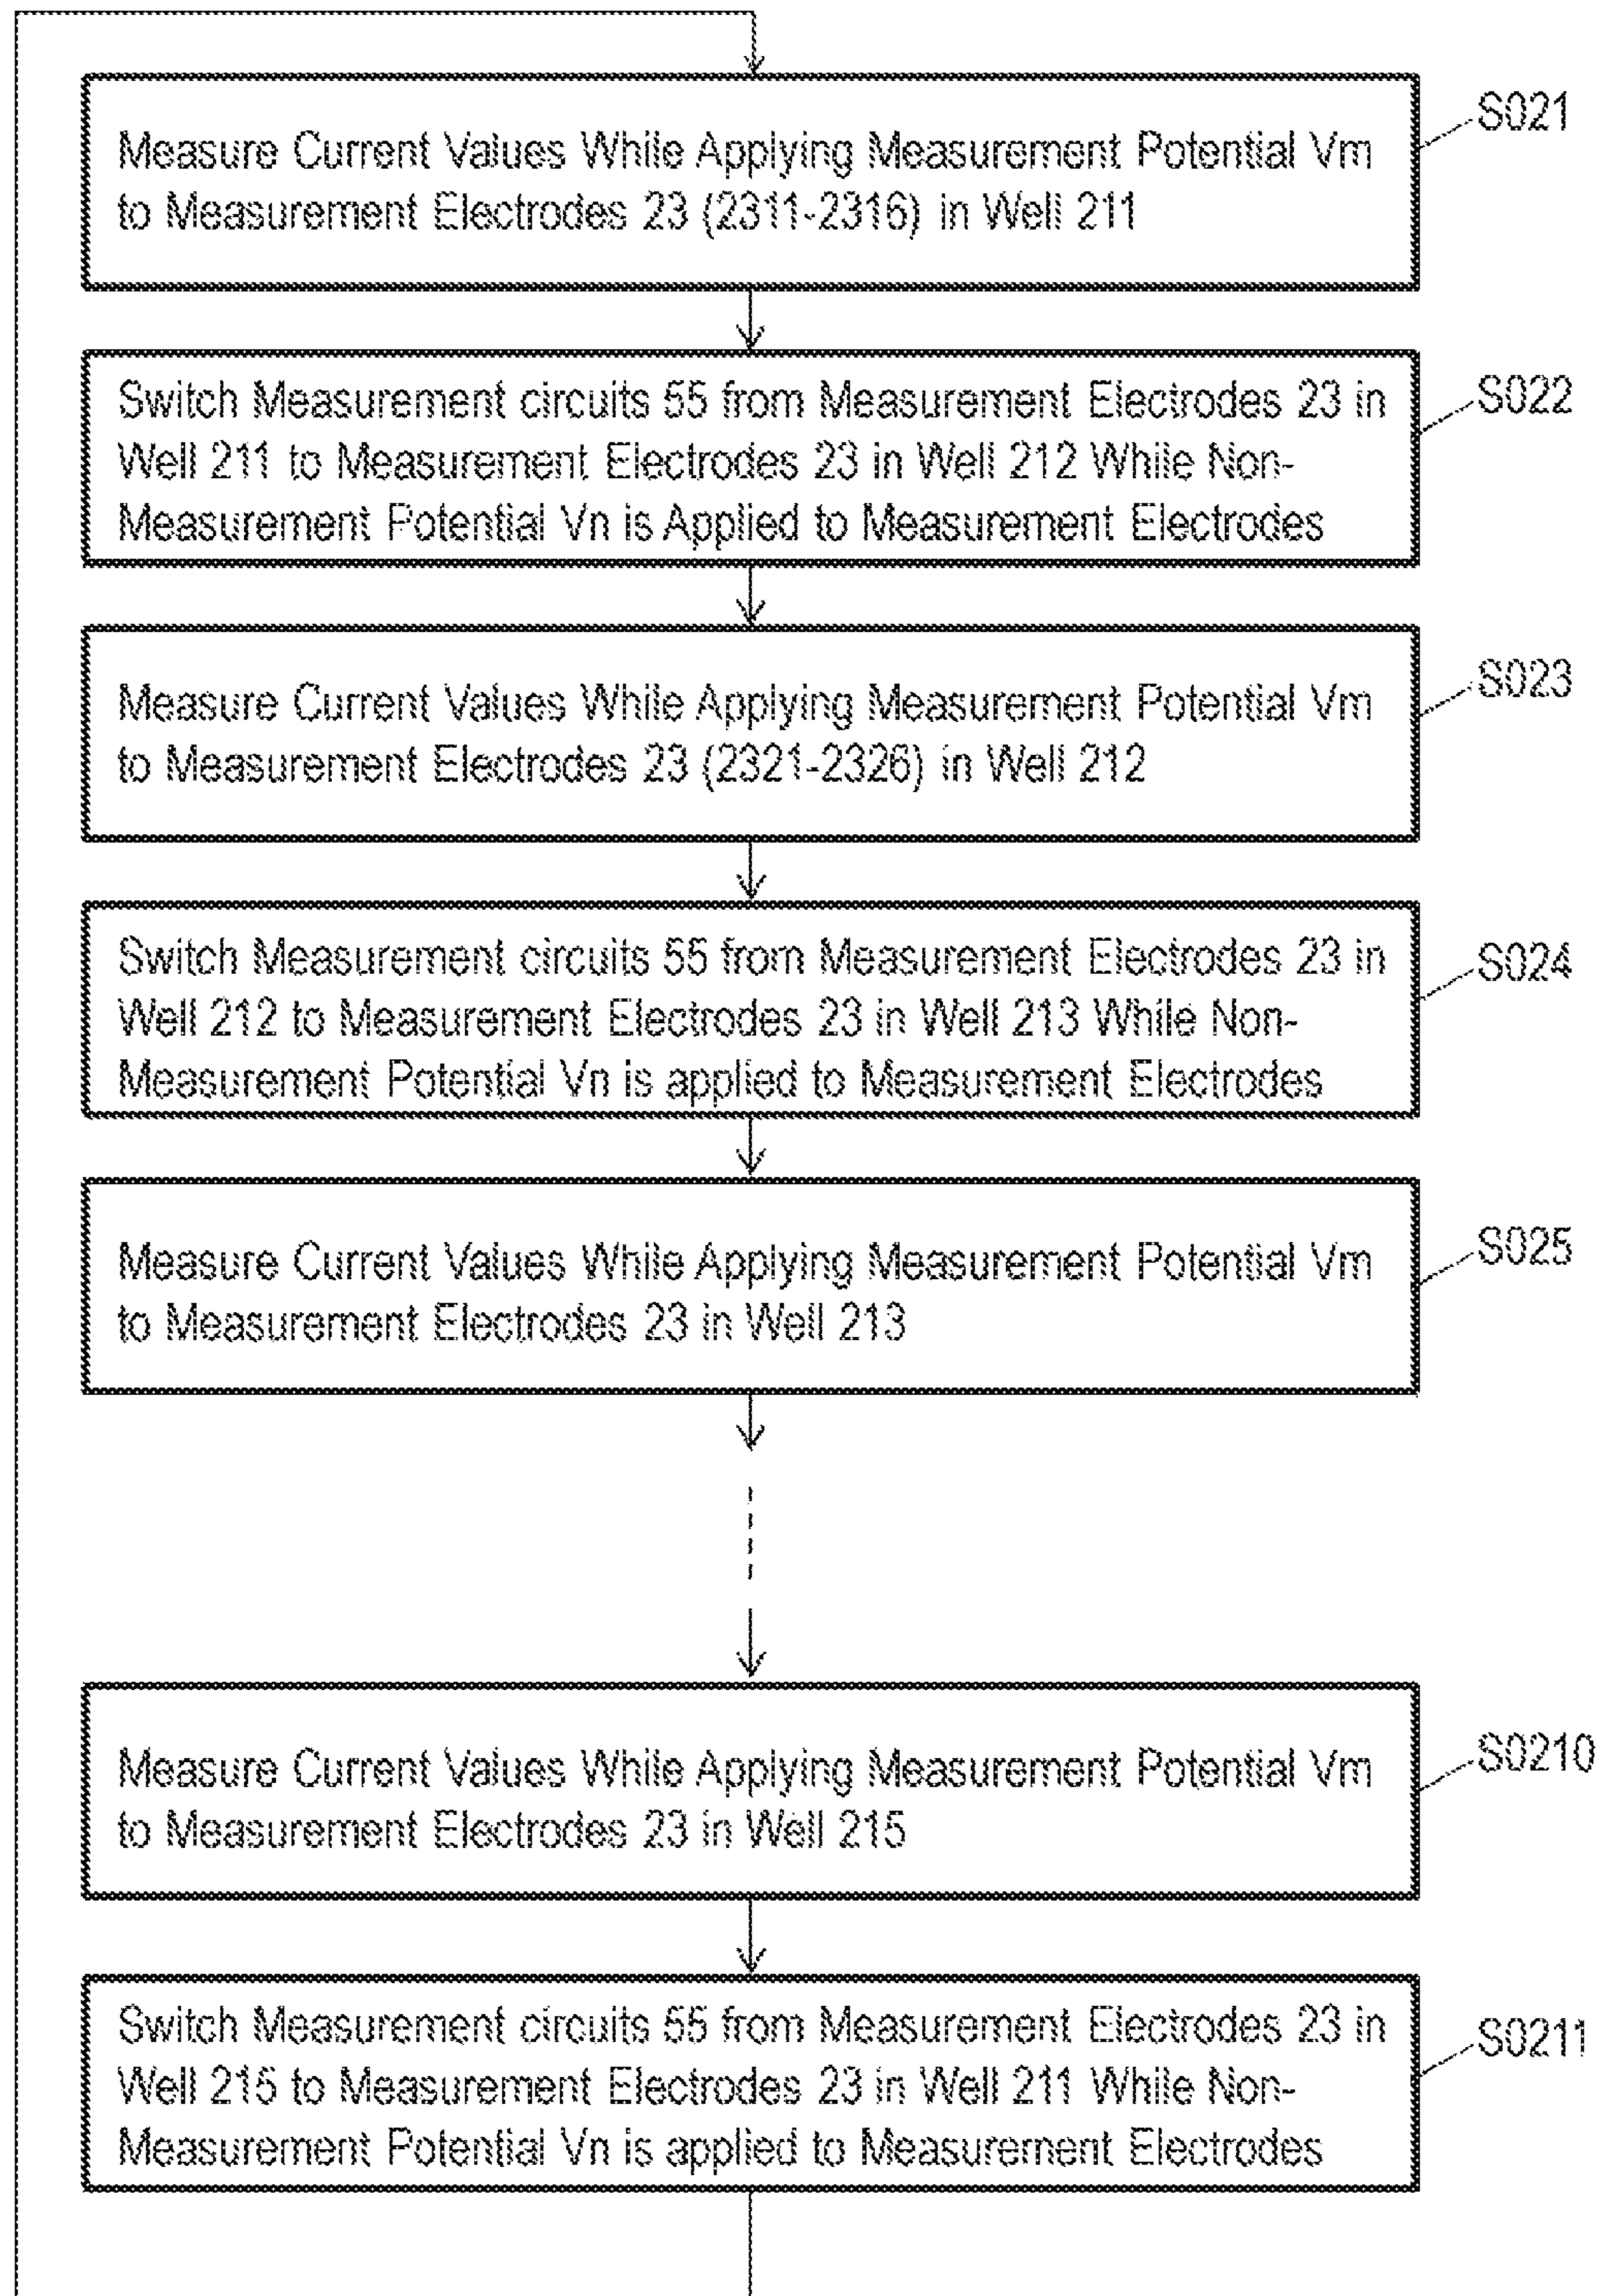 Measure Current Values While Applying Measurement Potential Vm
to Measurement Electrodes 23 (2311-2316) in Well 211
S021
Switch Measurement circuits 55 from Measurement Electrodes 23 in
Well 211 to Measurement Electrodes 23 in Well 212 While Non-
Measurement Potential Vn is Applied to Measurement Electrodes
S022
Measure Current Values While Applying Measurement Potential Vm
to Measurement Electrodes 23 (2321-2326) in Well 212
S023
Switch Measurement circuits 55 from Measurement Electrodes 23 in
Well 212 to Measurement Electrodes 23 in Well 213 While Non-
Measurement Potential Vn is applied to Measurement Electrodes
S024
Measure Current Values While Applying Measurement Potential Vm
to Measurement Electrodes 23 in Well 213
S025
Measure Current Values While Applying Measurement Potential Vm
to Measurement Electrodes 23 in Well 215
S0210
Switch Measurement circuits 55 from Measurement Electrodes 23 in
Well 215 to Measurement Electrodes 23 in Well 211 While Non-
Measurement Potential Vn is applied to Measurement Electrodes
S0211